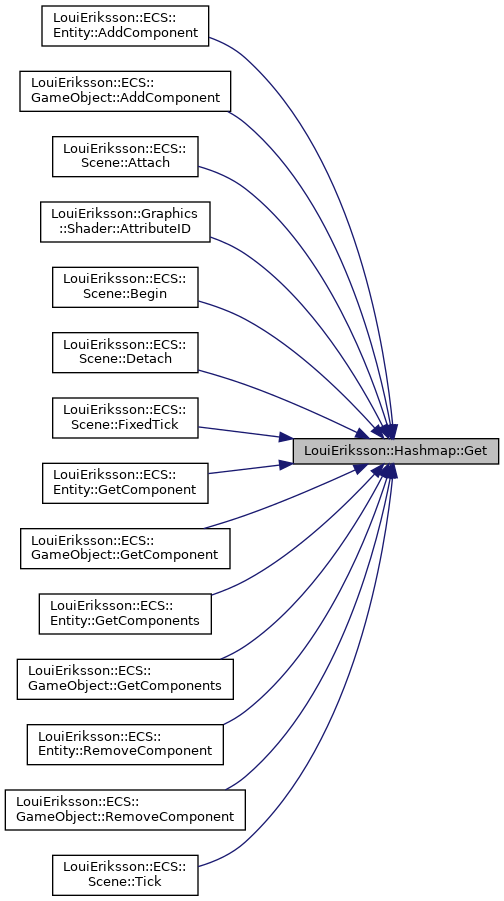 LouiEriksson::ECS::
Entity::AddComponent
LouiEriksson::ECS::
GameObject::AddComponent
LouiEriksson::ECS::
Scene::Attach
LouiEriksson::Graphics
::Shader::AttributeID
LouiEriksson::ECS::
Scene::Begin
LouiEriksson::ECS::
Scene::Detach
LouiEriksson::ECS::
Scene::FixedTick
LouiEriksson::Hashmap::Get
LouiEriksson::ECS::
Entity::GetComponent
LouiEriksson::ECS::
GameObject::GetComponent
LouiEriksson::ECS::
Entity::GetComponents
LouiEriksson::ECS::
GameObject::GetComponents
LouiEriksson::ECS::
Entity::RemoveComponent
LouiEriksson::ECS::
GameObject::RemoveComponent
LouiEriksson::ECS::
Scene::Tick